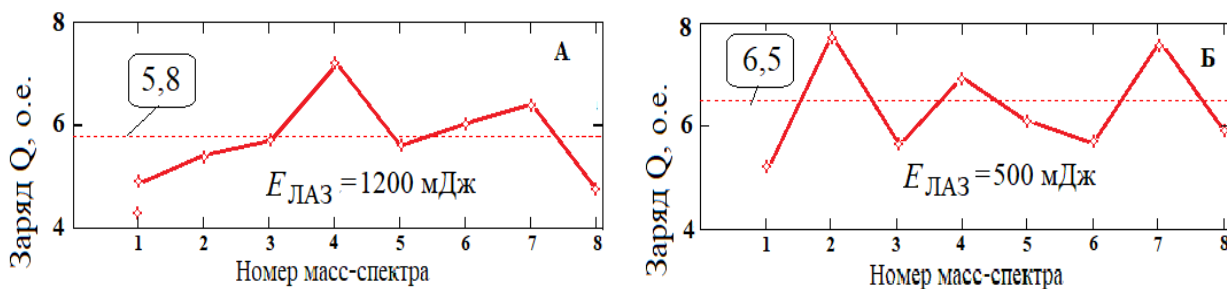 8
6
4
Заряд Q, о.е.
5,8
А
EЛАЗ =1200 мДж
1 2 3 4 5 6 7 8
Номер масс-спектра
8
6
4
Заряд Q, о.е.
6,5
Б
EЛАЗ =500 мДж
1 2 3 4 5 6 7 8
Номер масс-спектра